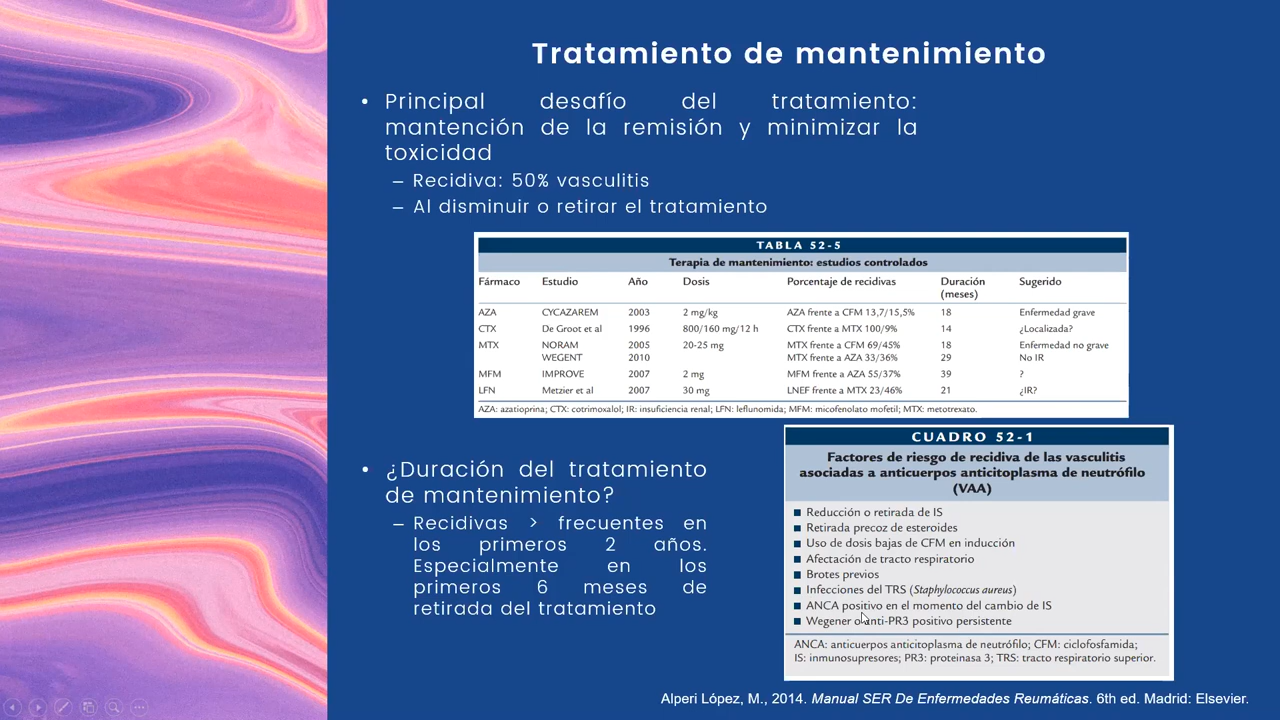 Tratamiento de mantenimiento
• Principal desafío del tratamiento:
mantención de la remisión y minimizar la
toxicidad
– Recidiva: 50% vasculitis
– Al disminuir o retirar el tratamiento
TABLA 52-5
Terapia de mantenimiento: estudios controlados
Fármaco Estudio Año Dosis Porcentaje de recidivas Duración (meses) Sugerido
AZA CYCAZAREM 2003 2 mg/kg AZA frente a CFM 13,7/15,5% 18 Enfermedad grave
CTX De Groot et al 1996 800/160 mg/12 h CTX frente a MTX 100/9% 14 ¿Localizada?
MTX NORAM 2005 20-25 mg MTX frente a CFM 69/45% 18 Enfermedad no grave
WEGENT 2010 MTX frente a AZA 33/36% 29 No IR
MFM IMPROVE 2007 2 mg MFM frente a AZA 55/37% 39 ?
LFN Metzier et al 2007 30 mg LNEF frente a MTX 23/46% 21 ¿IR?
AZA: azatioprina; CTX: cotrimoxalol; IR: insuficiencia renal; LFN: leflunomida; MFM: micofenolato mofetil; MTX: metotrexato.
• ¿Duración del tratamiento
de mantenimiento?
– Recidivas > frecuentes en
los primeros 2 años.
Especialmente en los
primeros 6 meses de
retirada del tratamiento
CUADRO 52-1
Factores de riesgo de recidiva de las vasculitis
asociadas a anticuerpos anticitoplasma de neutrófilo
(VAA)
■ Reducción o retirada de IS
■ Retirada precoz de esteroides
■ Uso de dosis bajas de CFM en inducción
■ Afectación de tracto respiratorio
■ Brotes previos
■ Infecciones del TRS (Staphylococcus aureus)
■ ANCA positivo en el momento del cambio de IS
■ Wegener o anti-PR3 positivo persistente
ANCA: anticuerpos anticitoplasma de neutrófilo; CFM: ciclofosfamida;
IS: inmunosupresores; PR3: proteinasa 3; TRS: tracto respiratorio superior.
Alperi López, M., 2014. Manual SER De Enfermedades Reumáticas. 6th ed. Madrid: Elsevier.